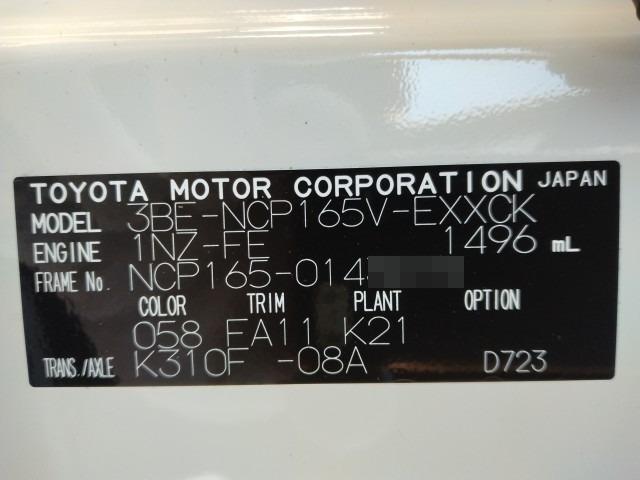 TOYOTA MOTOR CORPORATION JAPAN
MODEL 3BE-NCP165V-EXXCK
ENGINE 1NZ-FE 1496 mL
FRAME No. NCP165-014
COLOR TRIM PLANT OPTION
058 FA11 K21
TRANS./AXLE K310F -08A D723